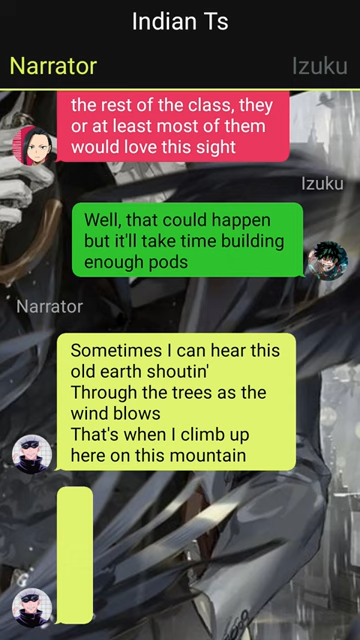 Indian Ts
Narrator
Izuku
the rest of the class, they
or at least most of them
would love this sight
Izuku
Well, that could happen
but it'll take time building
enough pods
Narrator
Sometimes I can hear this
old earth shoutin'
Through the trees as the
wind blows
That's when I climb up
here on this mountain